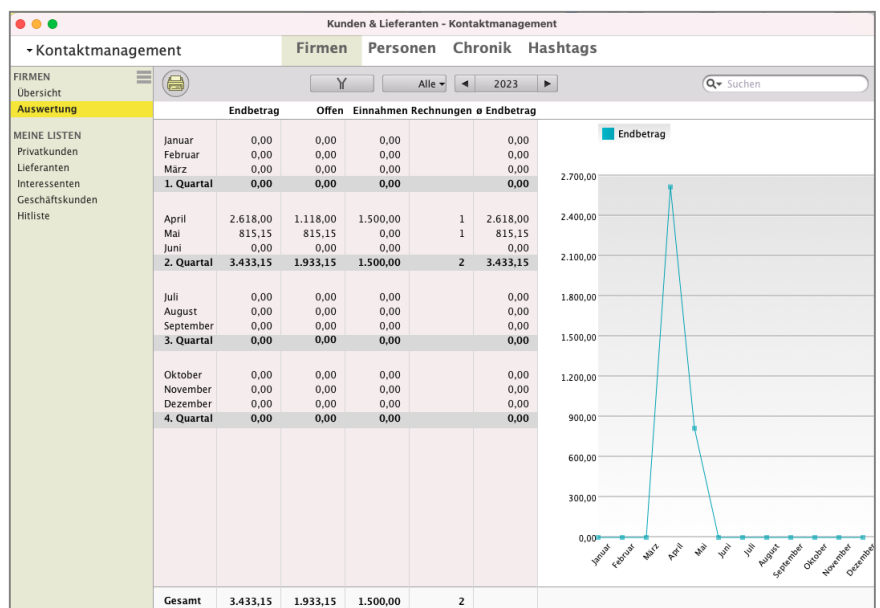 Kunden & Lieferanten - Kontaktmanagement
Kontaktmanagement
Firmen Personen Chronik Hashtags
FIRMEN
Übersicht
Auswertung
MEINE LISTEN
Privatkunden
Lieferanten
Interessenten
Geschäftskunden
Hitliste
Alle 2023
Suchen
Endbetrag Offen Einnahmen Rechnungen ø Endbetrag
Januar 0,00 0,00 0,00 0,00
Februar 0,00 0,00 0,00 0,00
März 0,00 0,00 0,00 0,00
1. Quartal 0,00 0,00 0,00 0,00
April 2.618,00 1.118,00 1.500,00 1 2.618,00
Mai 815,15 815,15 0,00 1 815,15
Juni 0,00 0,00 0,00 0,00
2. Quartal 3.433,15 1.933,15 1.500,00 2 3.433,15
Juli 0,00 0,00 0,00 0,00
August 0,00 0,00 0,00 0,00
September 0,00 0,00 0,00 0,00
3. Quartal 0,00 0,00 0,00 0,00
Oktober 0,00 0,00 0,00 0,00
November 0,00 0,00 0,00 0,00
Dezember 0,00 0,00 0,00 0,00
4. Quartal 0,00 0,00 0,00 0,00
Gesamt 3.433,15 1.933,15 1.500,00 2
Endbetrag
2.700,00
2.400,00
2.100,00
1.800,00
1.500,00
1.200,00
900,00
600,00
300,00
0,00
Januar Februar März April Mai Juni Juli August September Oktober November Dezember